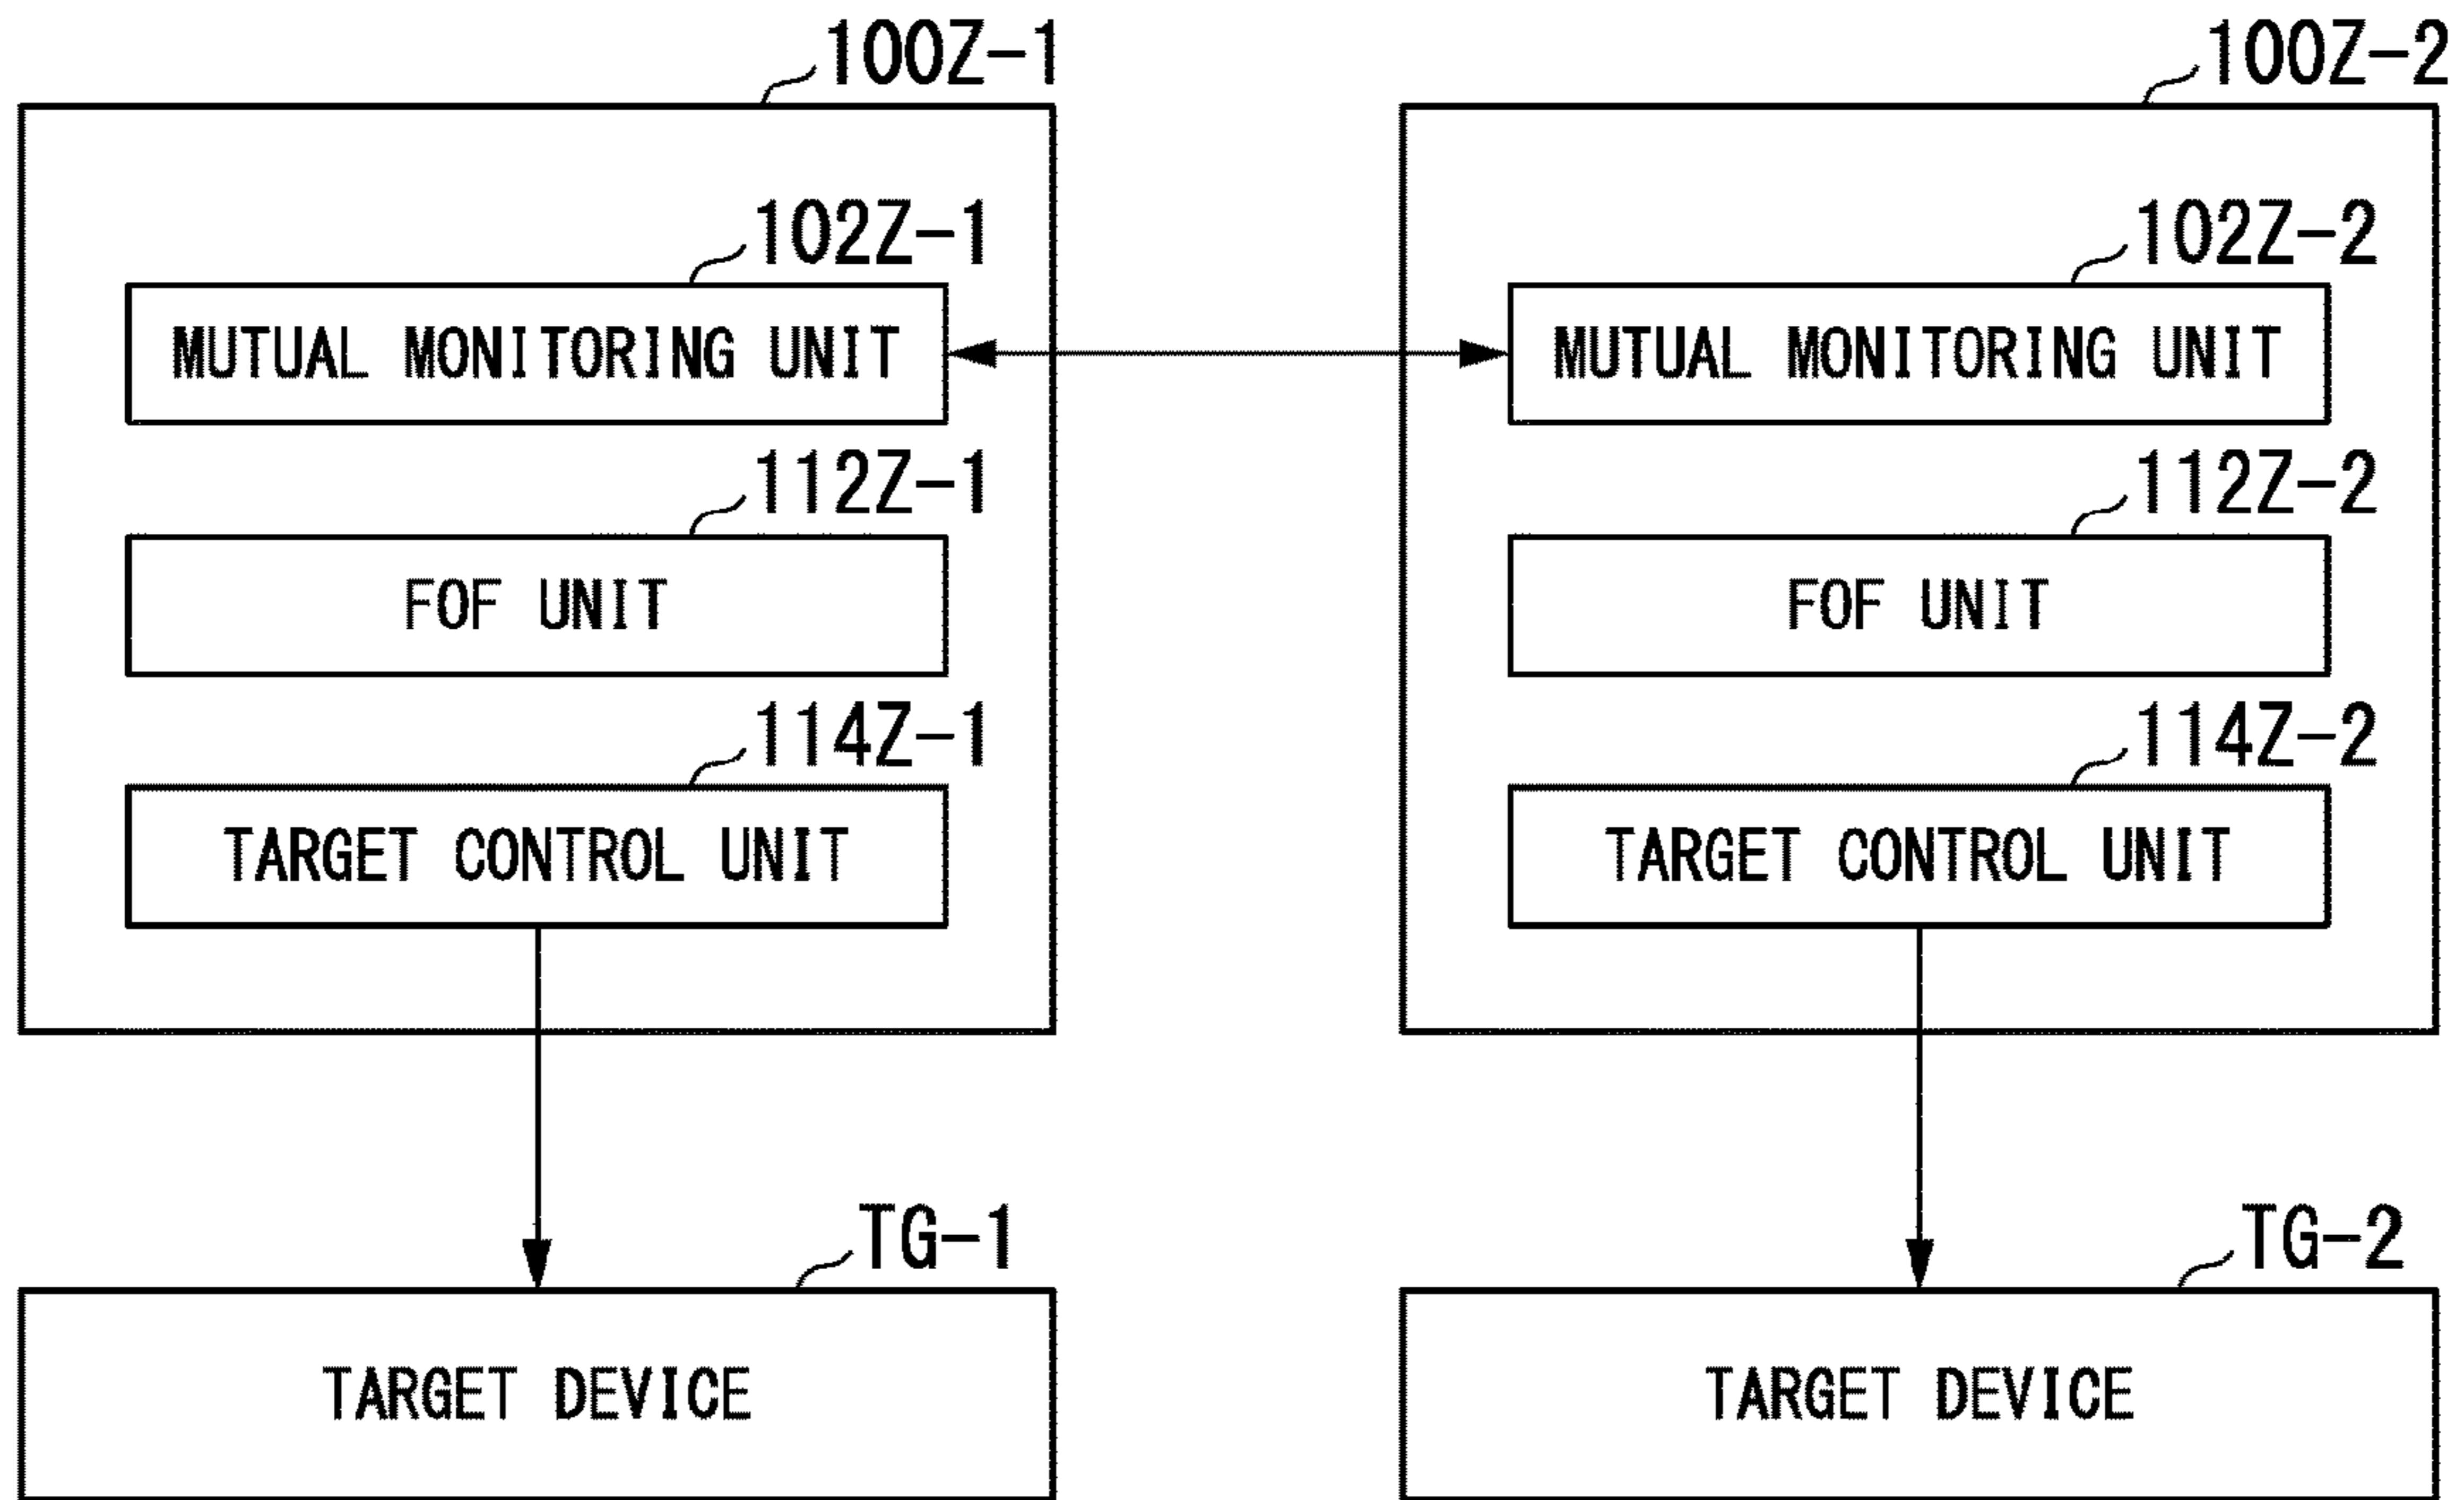 100Z-1
100Z-2
102Z-1
102Z-2
MUTUAL MONITORING UNIT
MUTUAL MONITORING UNIT
112Z-1
112Z-2
FOF UNIT
FOF UNIT
114Z-1
114Z-2
TARGET CONTROL UNIT
TARGET CONTROL UNIT
TG-1
TG-2
TARGET DEVICE
TARGET DEVICE